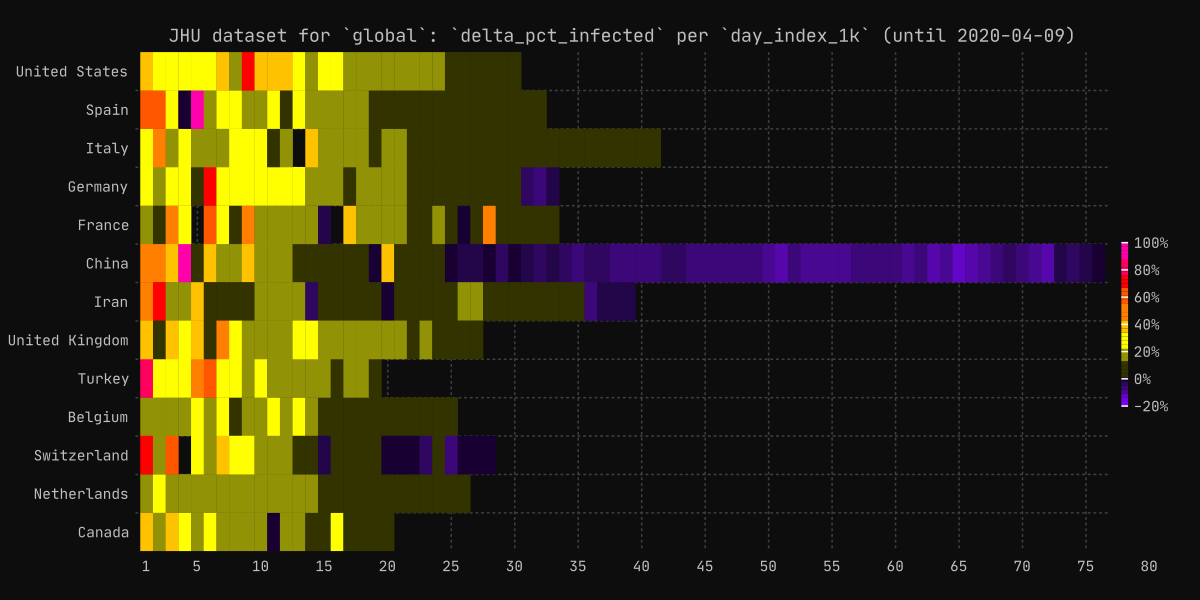 JHU dataset for `global`: `delta_pct_infected` per `day_index_1k` (until 2020-04-09)
United States
Spain
Italy
Germany
France
China
Iran
United Kingdom
Turkey
Belgium
Switzerland
Netherlands
Canada
100%
80%
60%
40%
20%
0%
-20%
1 5 10 15 20 25 30 35 40 45 50 55 60 65 70 75 80